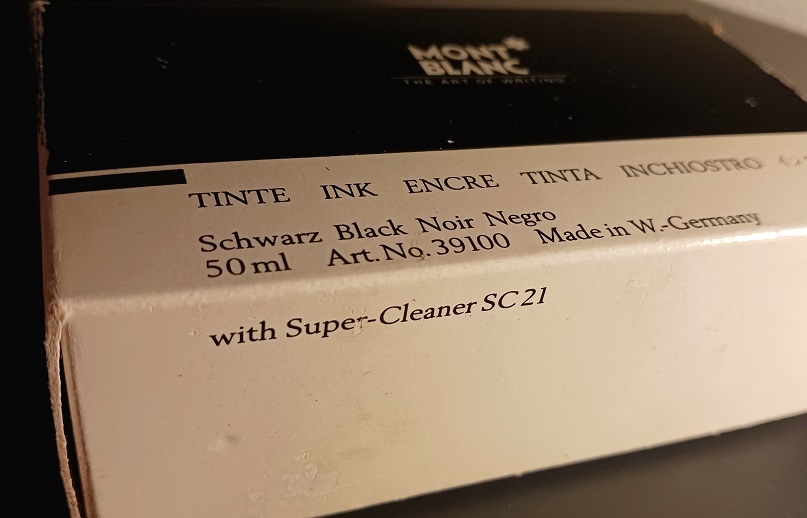 MONT
BLANC
THE ART OF WRITING
TINTE INK ENCRE TINTA INCHIOSTRO
Schwarz Black Noir Negro
50 ml Art. No. 39100 Made in W.-Germany
with Super-Cleaner SC 21